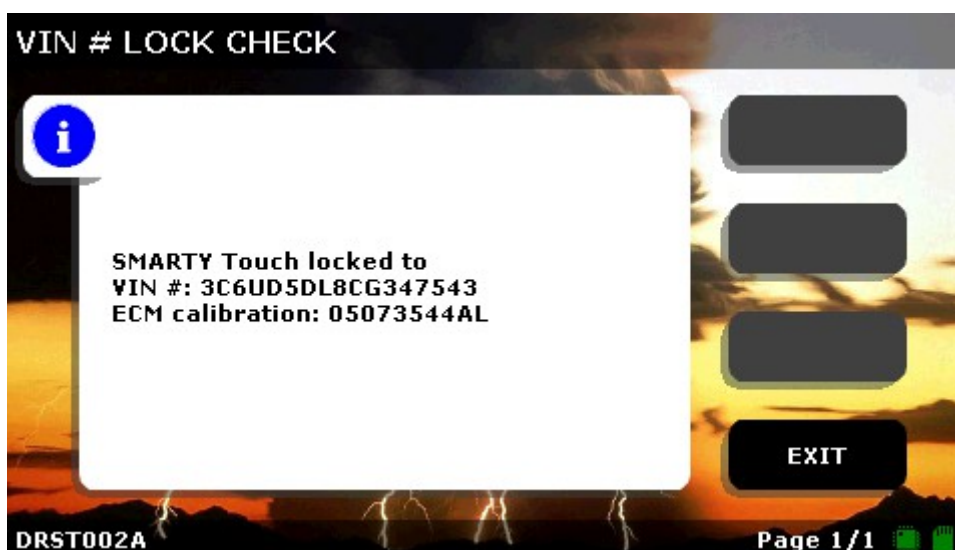 VIN # LOCK CHECK
i
SMARTY Touch locked to
VIN #: 3C6UD5DL8CG347543
ECM calibration: 05073544AL
EXIT
DRST002A
Page 1/1